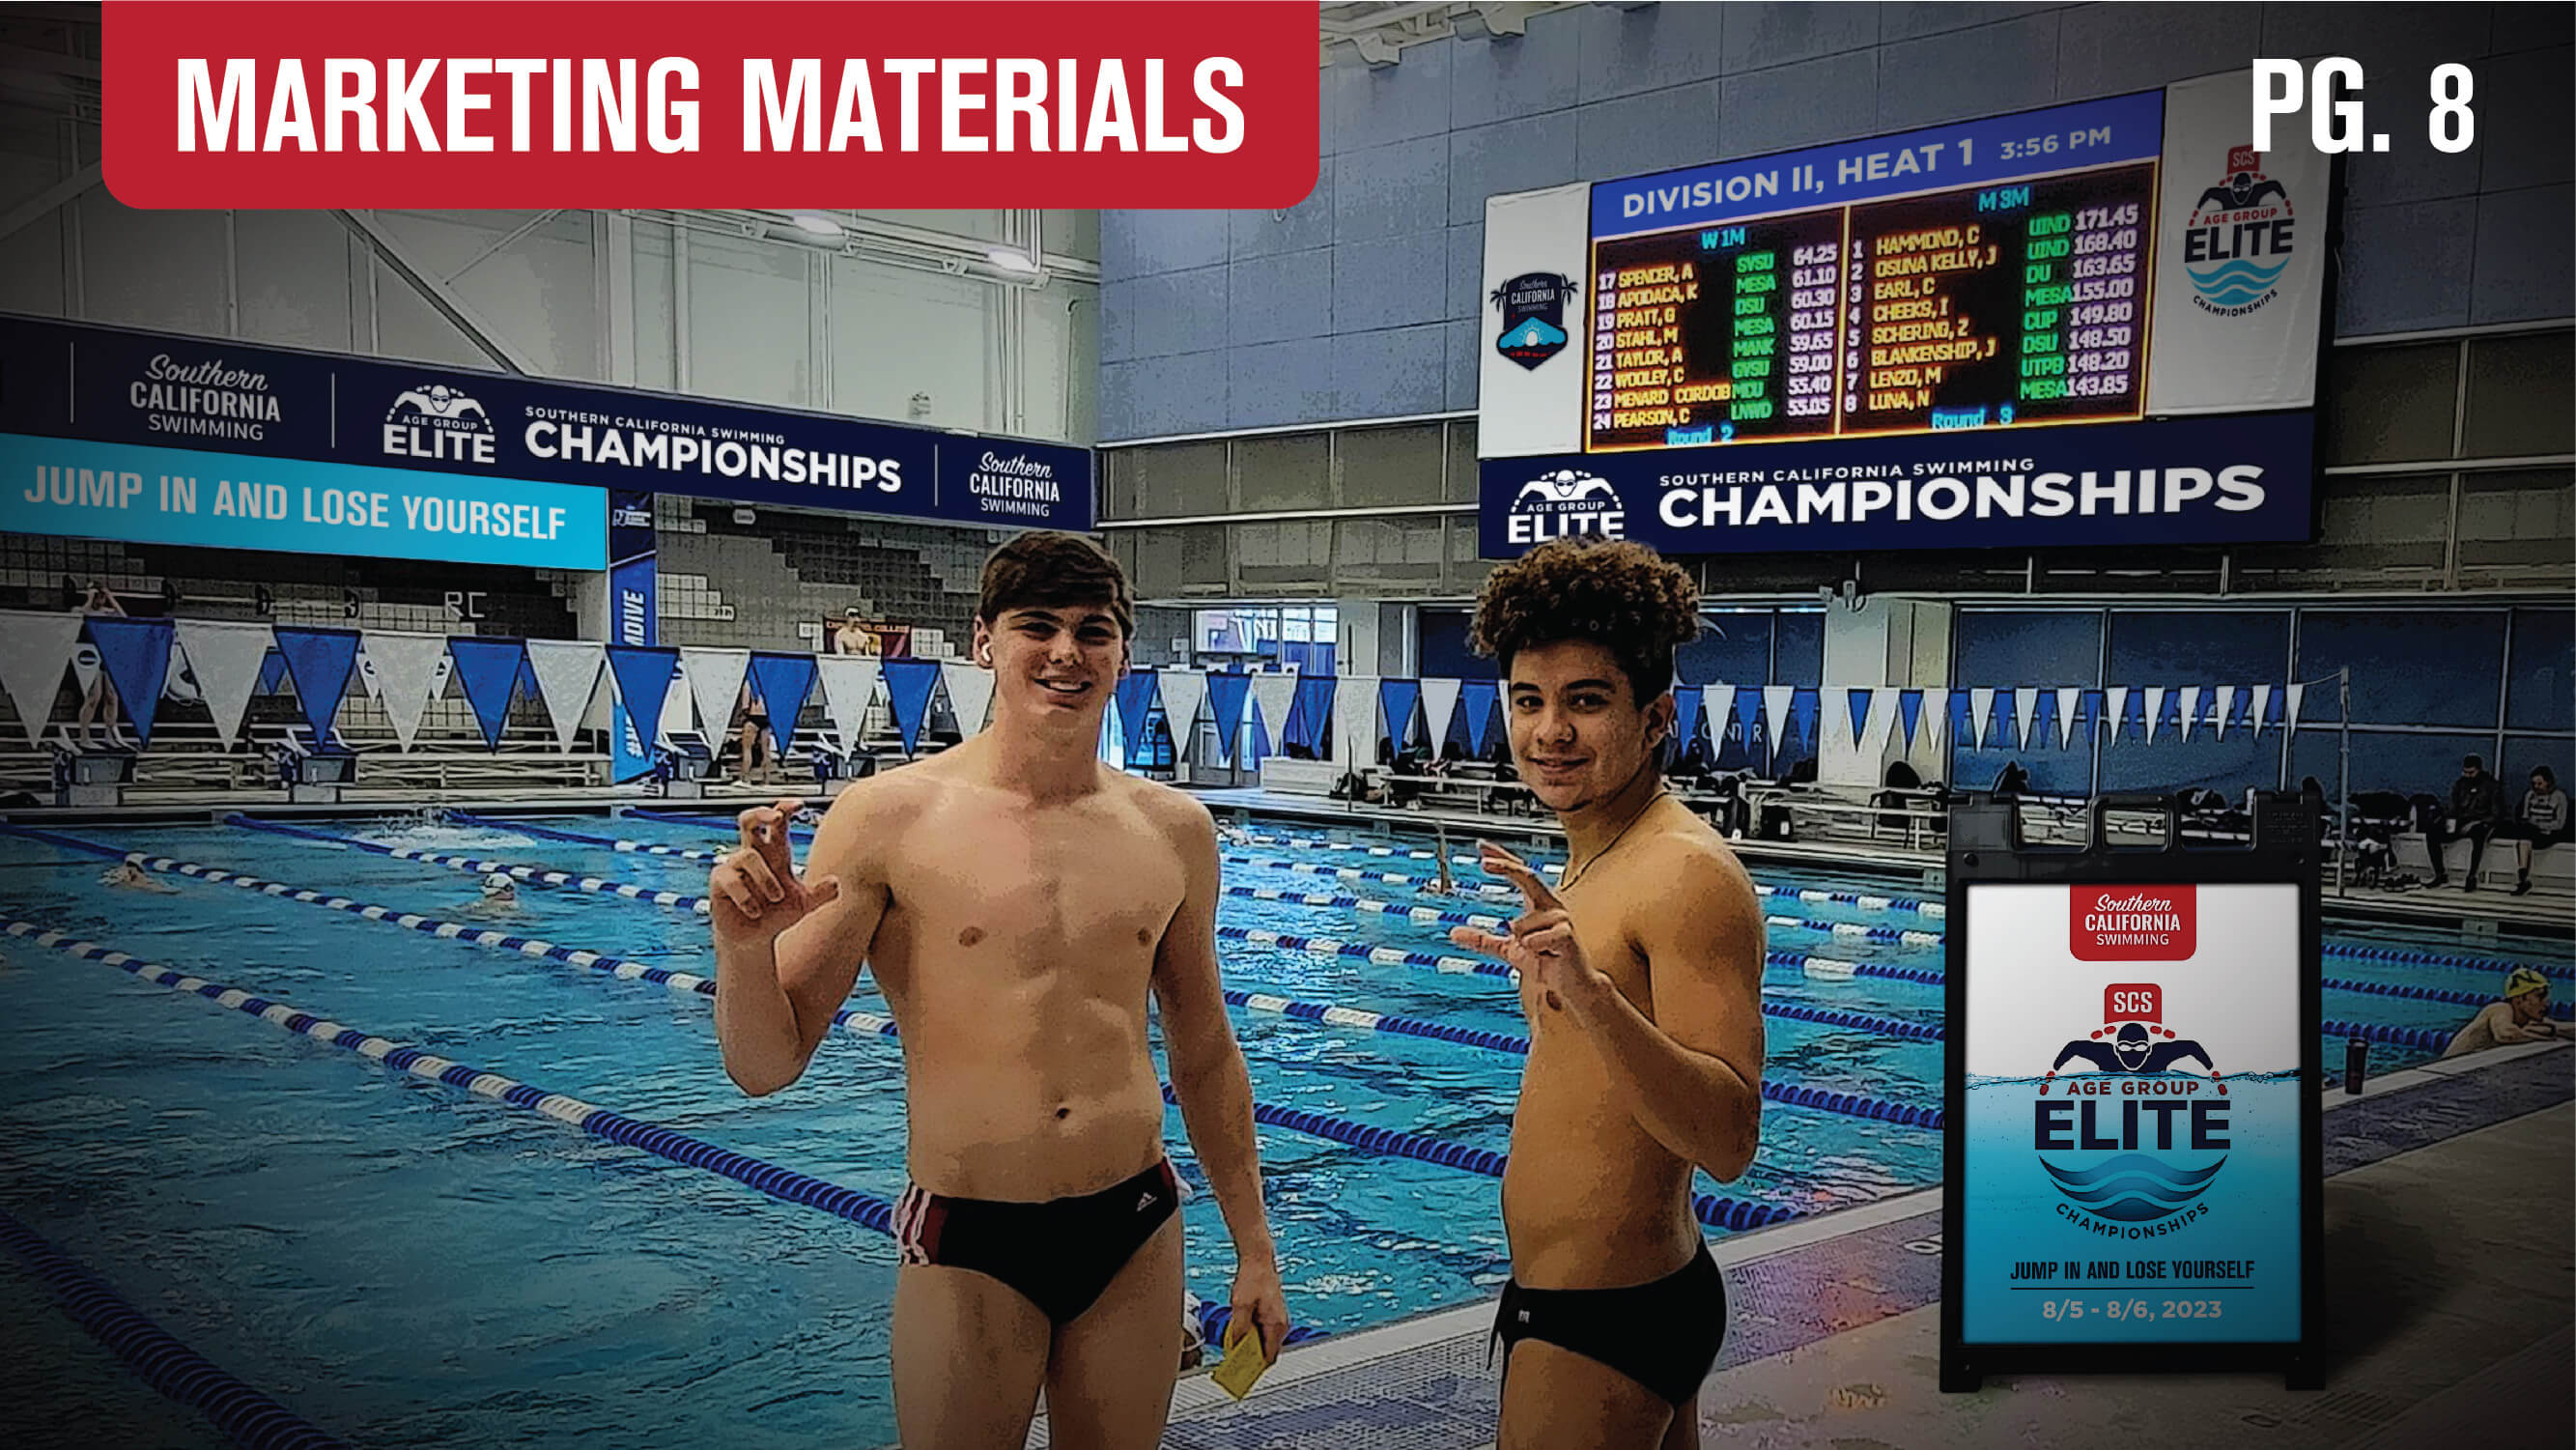 MARKETING MATERIALS
PG. 8
DIVISION II, HEAT 1 3:56 PM
W 1M
17 SPENCER, A SVSU 64.25
18 APODACA, K MESA 61.10
19 PRATT, G DSU 60.30
20 STAHL, M MESA 60.15
21 TAYLOR, A MANK 59.65
22 WOOLEY, C GVSU 59.00
23 MENARD CORDOB MDU 55.40
24 PEARSON, C LNWD 55.05
Round 2
M 3M
1 HAMMOND, C UIND 171.45
2 OSUNA KELLY, J UIND 168.40
3 EARL, C DU 163.65
4 CHEEKS, I MESA 155.00
5 SCHERING, Z CUP 149.80
6 BLANKENSHIP, J DSU 148.50
7 LENZO, M UTPB 148.20
8 LUNA, N MESA 143.85
Round 3
Southern
CALIFORNIA
SWIMMING
SCS
AGE GROUP
ELITE
CHAMPIONSHIPS
AGE GROUP
ELITE
SOUTHERN CALIFORNIA SWIMMING
CHAMPIONSHIPS
Southern
CALIFORNIA
SWIMMING
AGE GROUP
ELITE
SOUTHERN CALIFORNIA SWIMMING
CHAMPIONSHIPS
Southern
CALIFORNIA
SWIMMING
JUMP IN AND LOSE YOURSELF
RC
Southern
CALIFORNIA
SWIMMING
SCS
AGE GROUP
ELITE
CHAMPIONSHIPS
JUMP IN AND LOSE YOURSELF
8/5 - 8/6, 2023